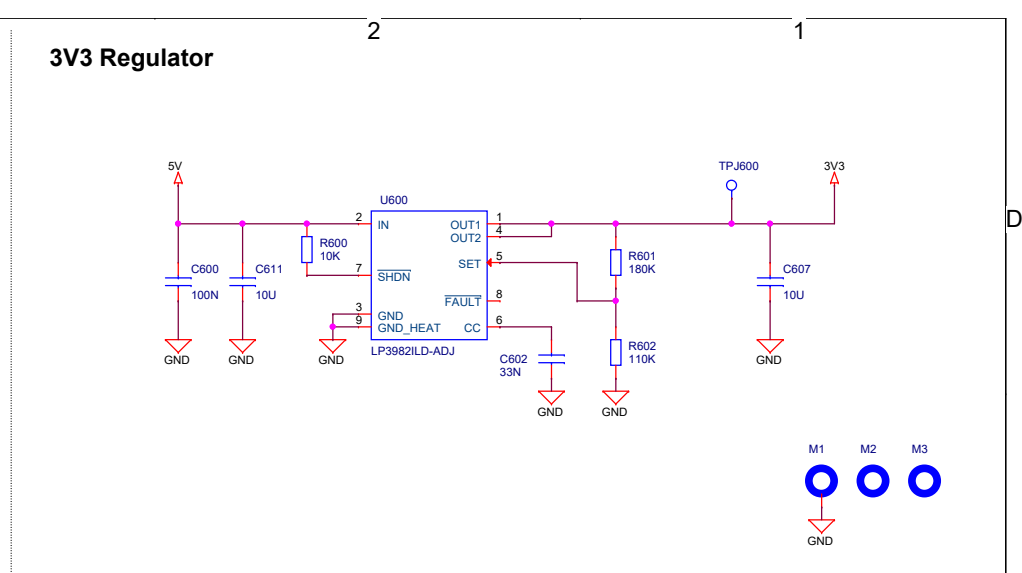 2
1
3V3 Regulator
D
5V
TPJ600
3V3
U600
2
IN
OUT1
1
OUT2
4
R600
10K
SET
5
R601
180K
C600
100N
C611
10U
7
SHDN
C607
10U
FAULT
8
3
GND
9
GND_HEAT
CC
6
LP3982ILD-ADJ
R602
110K
C602
33N
GND
GND
GND
GND
GND
GND
M1
M2
M3
GND